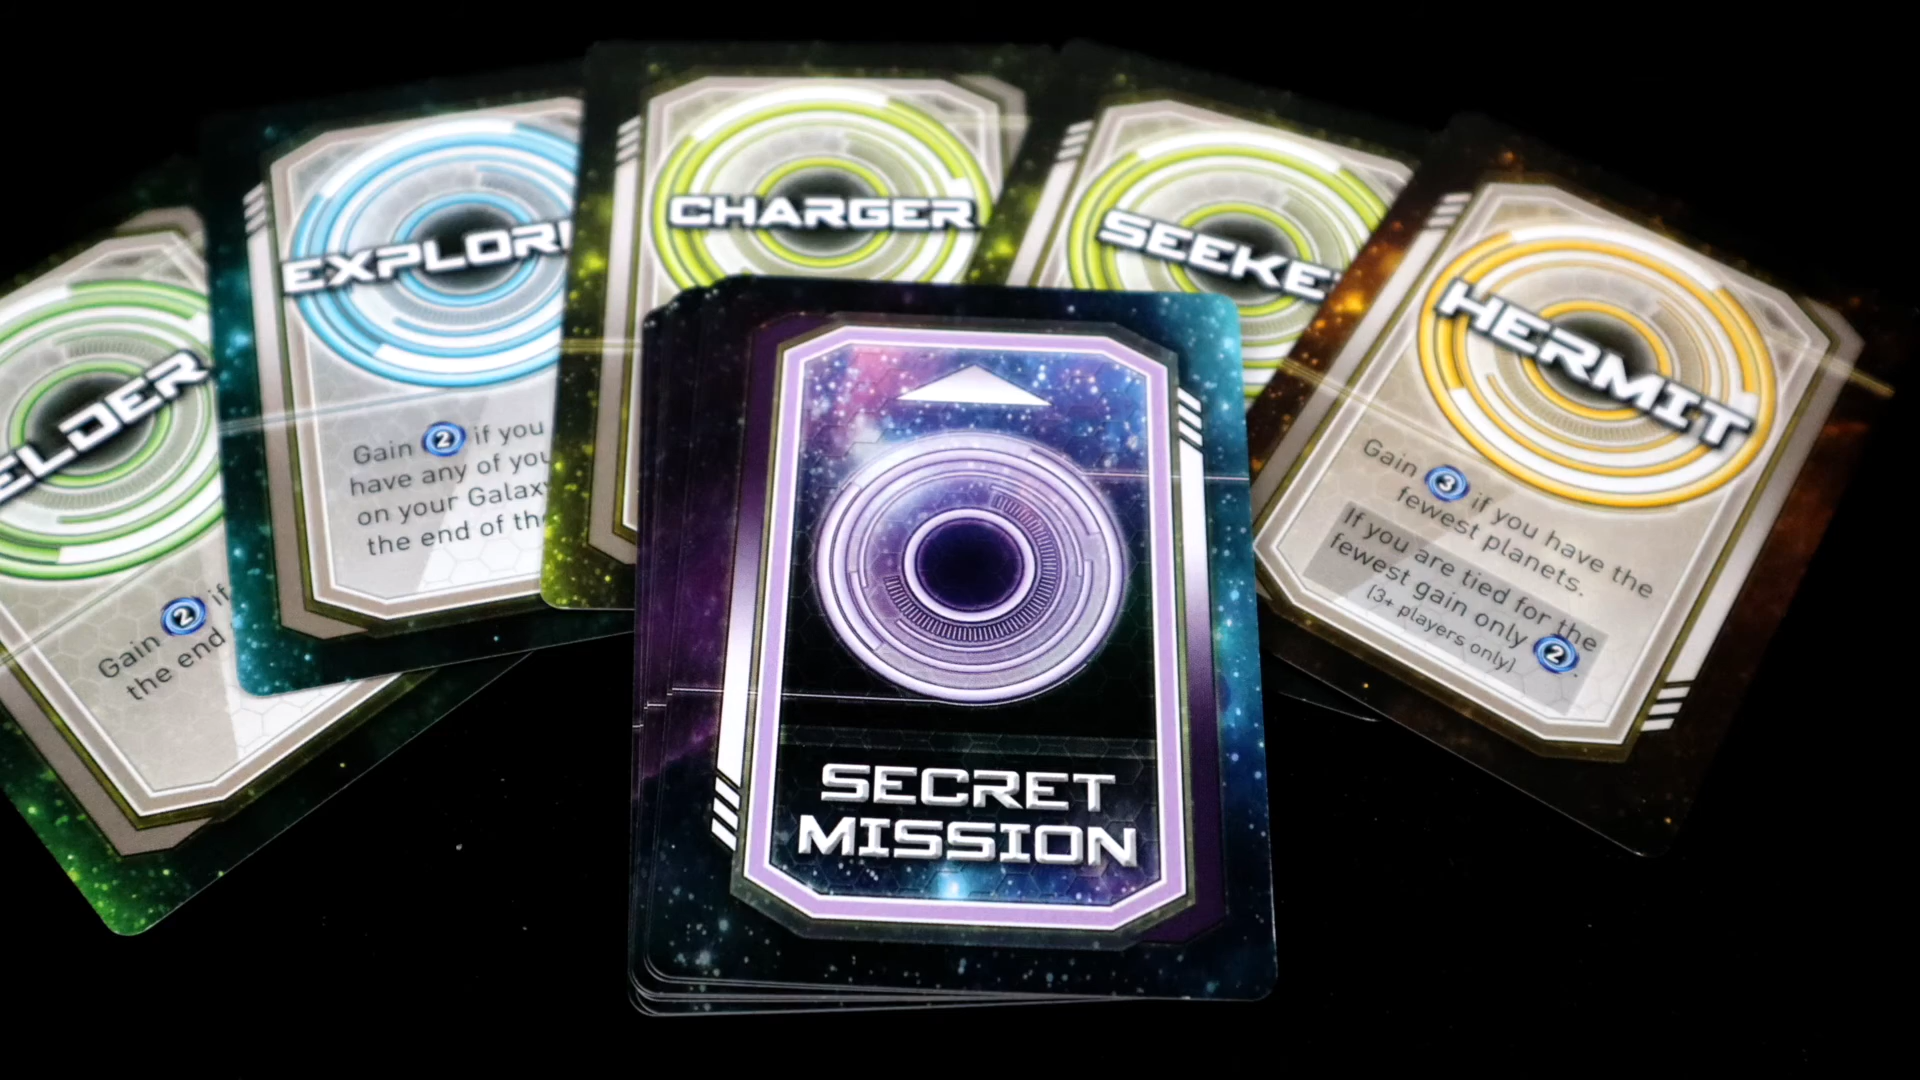 ELDER
Gain 2 if
the end
EXPLOR
Gain 2 if you
have any of you
on your Galaxy
the end of the
CHARGER
SEEKE
HERMIT
Gain 3 if you have the
fewest planets.
If you are tied for the
fewest gain only 2.
(3+ players only)
SECRET
MISSION